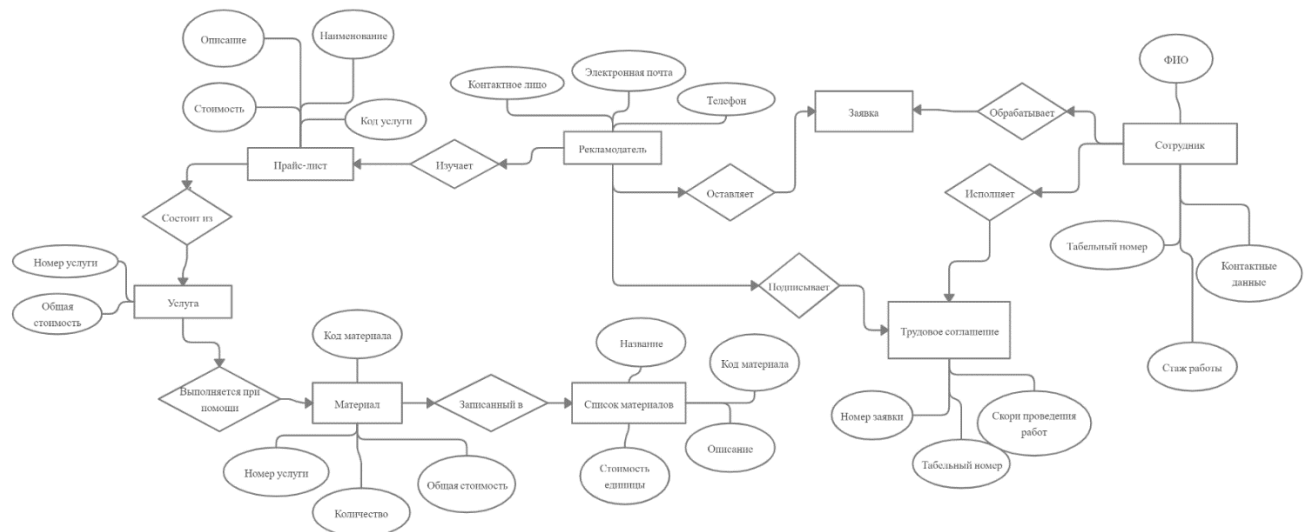 Описание
Наименование
Стоимость
Код услуги
Прайс-лист
Изучает
Контактное лицо
Электронная почта
Телефон
Рекламодатель
Заявка
Обрабатывает
ФИО
Сотрудник
Состоит из
Оставляет
Исполняет
Табельный номер
Контактные
данные
Стаж работы
Номер услуги
Общая
стоимость
Услуга
Подписывает
Трудовое соглашение
Код материала
Название
Код материала
Выполняется при
помощи
Материал
Записанный в
Список материалов
Номер заявки
Скори проведения
работ
Табельный номер
Номер услуги
Количество
Общая стоимость
Стоимость
единицы
Описание